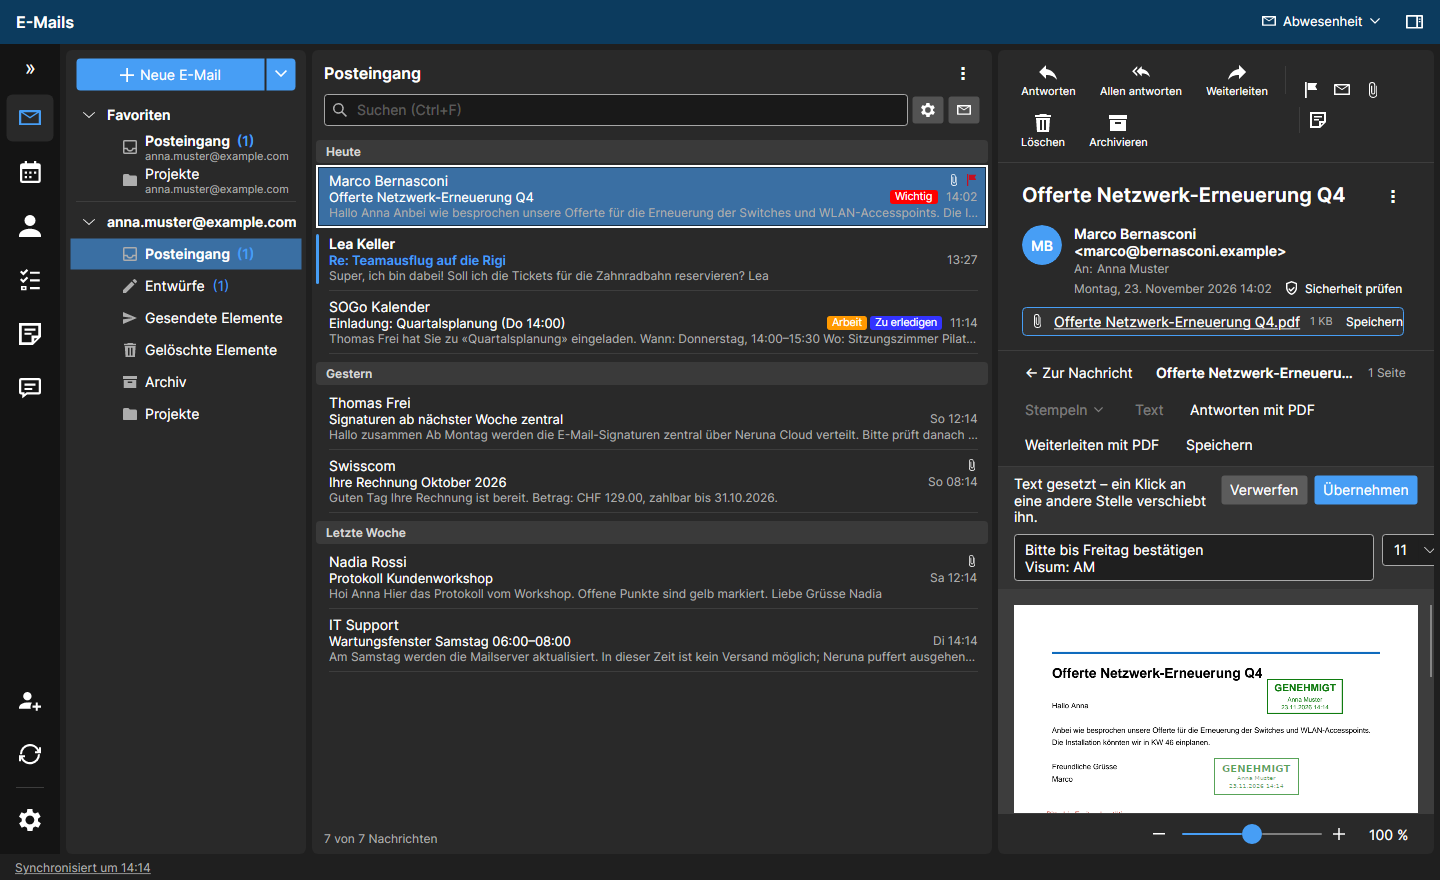 E-Mails
Abwesenheit
Neue E-Mail
Favoriten
Posteingang (1)
anna.muster@example.com
Projekte
anna.muster@example.com
anna.muster@example.com
Posteingang (1)
Entwürfe (1)
Gesendete Elemente
Gelöschte Elemente
Archiv
Projekte
Posteingang
Suchen (Ctrl+F)
Heute
Marco Bernasconi
Offerte Netzwerk-Erneuerung Q4 Wichtig 14:02
Hallo Anna Anbei wie besprochen unsere Offerte für die Erneuerung der Switches und WLAN-Accesspoints. Die I...
Lea Keller
Re: Teamausflug auf die Rigi 13:27
Super, ich bin dabei! Soll ich die Tickets für die Zahnradbahn reservieren? Lea
SOGo Kalender
Einladung: Quartalsplanung (Do 14:00) Arbeit Zu erledigen 11:14
Thomas Frei hat Sie zu «Quartalsplanung» eingeladen. Wann: Donnerstag, 14:00–15:30 Wo: Sitzungszimmer Pilat...
Gestern
Thomas Frei
Signaturen ab nächster Woche zentral So 12:14
Hallo zusammen Ab Montag werden die E-Mail-Signaturen zentral über Neruna Cloud verteilt. Bitte prüft danach ...
Swisscom
Ihre Rechnung Oktober 2026 So 08:14
Guten Tag Ihre Rechnung ist bereit. Betrag: CHF 129.00, zahlbar bis 31.10.2026.
Letzte Woche
Nadia Rossi
Protokoll Kundenworkshop Sa 12:14
Hoi Anna Hier das Protokoll vom Workshop. Offene Punkte sind gelb markiert. Liebe Grüsse Nadia
IT Support
Wartungsfenster Samstag 06:00–08:00 Di 14:14
Am Samstag werden die Mailserver aktualisiert. In dieser Zeit ist kein Versand möglich; Neruna puffert ausgehen...
7 von 7 Nachrichten
Antworten Allen antworten Weiterleiten
Löschen Archivieren
Offerte Netzwerk-Erneuerung Q4
MB
Marco Bernasconi
<marco@bernasconi.example>
An: Anna Muster
Montag, 23. November 2026 14:02 Sicherheit prüfen
Offerte Netzwerk-Erneuerung Q4.pdf 1 KB Speichern
Zur Nachricht Offerte Netzwerk-Erneueru... 1 Seite
Stempeln Text Antworten mit PDF
Weiterleiten mit PDF Speichern
Text gesetzt – ein Klick an
eine andere Stelle verschiebt
ihn.
Verwerfen Übernehmen
Bitte bis Freitag bestätigen
Visum: AM
11
Offerte Netzwerk-Erneuerung Q4
GENEHMIGT
Anna Muster
23.11.2026 14:14
Hallo Anna
Anbei wie besprochen unsere Offerte für die Erneuerung der Switches und WLAN-Accesspoints.
Die Installation könnten wir in KW 46 einplanen.
Freundliche Grüsse
Marco
GENEHMIGT
Anna Muster
23.11.2026 14:14
100 %
Synchronisiert um 14:14